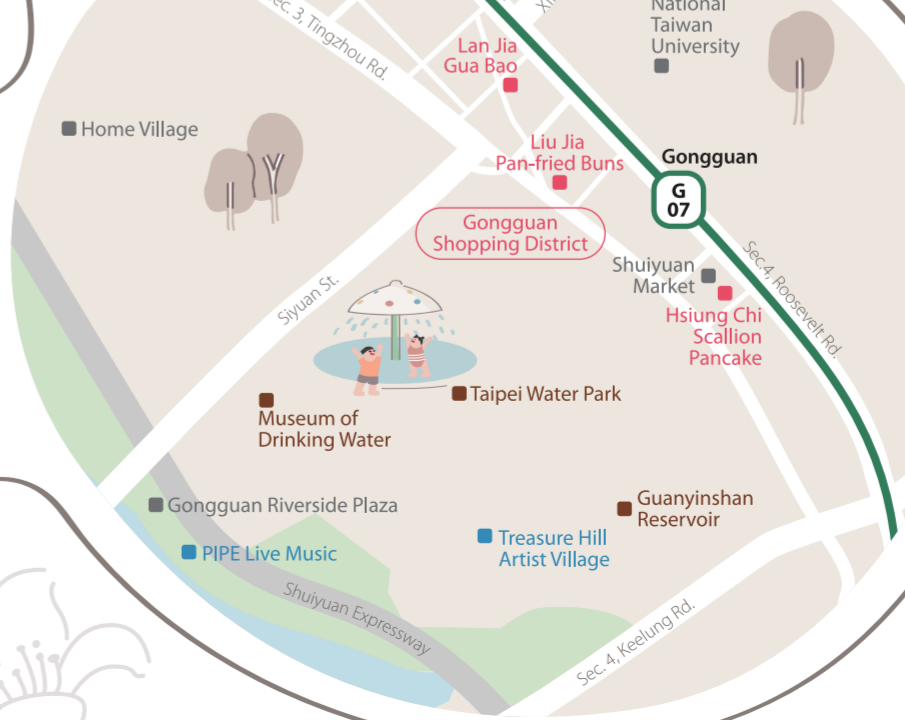 National
Taiwan
University
Sec. 3, Tingzhou Rd.
Lan Jia
Gua Bao
Home Village
Liu Jia
Pan-fried Buns
Gongguan
G
07
Gongguan
Shopping District
Shuiyuan
Market
Sec.4, Roosevelt Rd.
Hsiung Chi
Scallion
Pancake
Siyuan St.
Taipei Water Park
Museum of
Drinking Water
Gongguan Riverside Plaza
Guanyinshan
Reservoir
PIPE Live Music
Treasure Hill
Artist Village
Shuiyuan Expressway
Sec. 4, Keelung Rd.